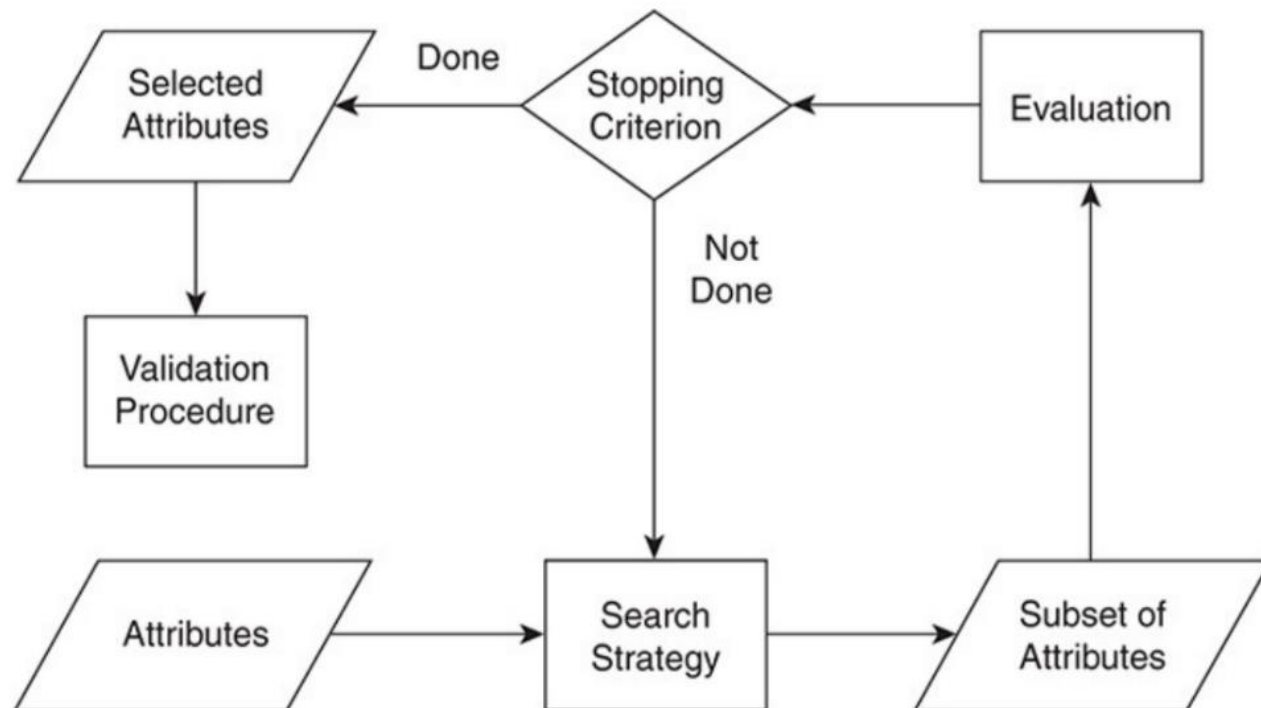 Selected
Attributes
Done
Stopping
Criterion
Evaluation
Not
Done
Validation
Procedure
Attributes
Search
Strategy
Subset of
Attributes